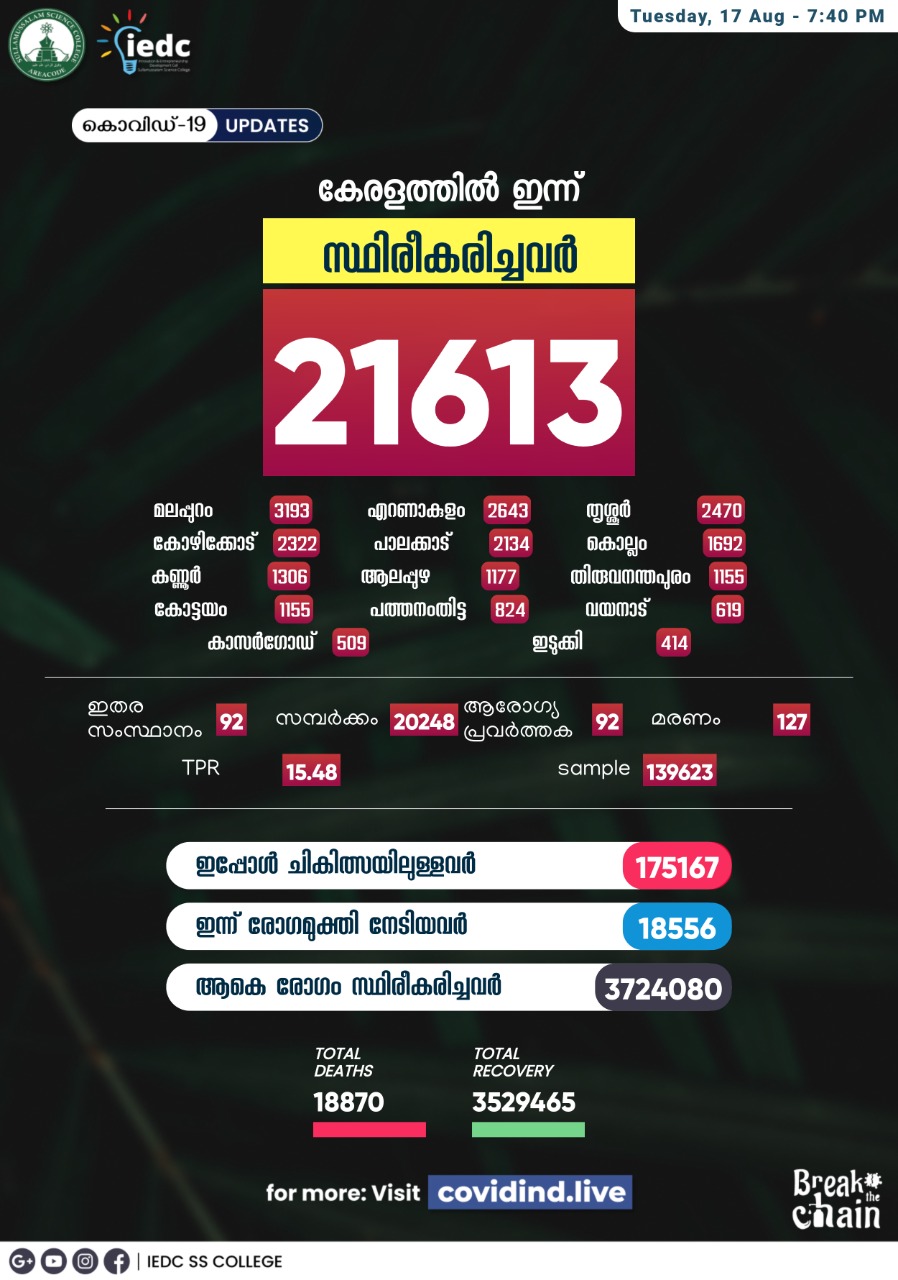 Tuesday, 17 Aug - 7:40 PM
SULLAMUSSALAM SCIENCE COLLEGE
AREACODE
iedc
കൊവിഡ്-19 UPDATES
കേരളത്തിൽ ഇന്ന്
സ്ഥിരീകരിച്ചവർ
21613
മലപ്പുറം 3193 എറണാകുളം 2643 തൃശ്ശൂർ 2470
കോഴിക്കോട് 2322 പാലക്കാട് 2134 കൊല്ലം 1692
കണ്ണൂർ 1306 ആലപ്പുഴ 1177 തിരുവനന്തപുരം 1155
കോട്ടയം 1155 പത്തനംതിട്ട 824 വയനാട് 619
കാസർഗോഡ് 509 ഇടുക്കി 414
ഇതര സംസ്ഥാനം 92 സമ്പർക്കം 20248 ആരോഗ്യ പ്രവർത്തക 92 മരണം 127
TPR 15.48 sample 139623
ഇപ്പോൾ ചികിത്സയിലുള്ളവർ 175167
ഇന്ന് രോഗമുക്തി നേടിയവർ 18556
ആകെ രോഗം സ്ഥിരീകരിച്ചവർ 3724080
TOTAL DEATHS
18870
TOTAL RECOVERY
3529465
for more: Visit covidind.live
Break the chain
IEDC SS COLLEGE